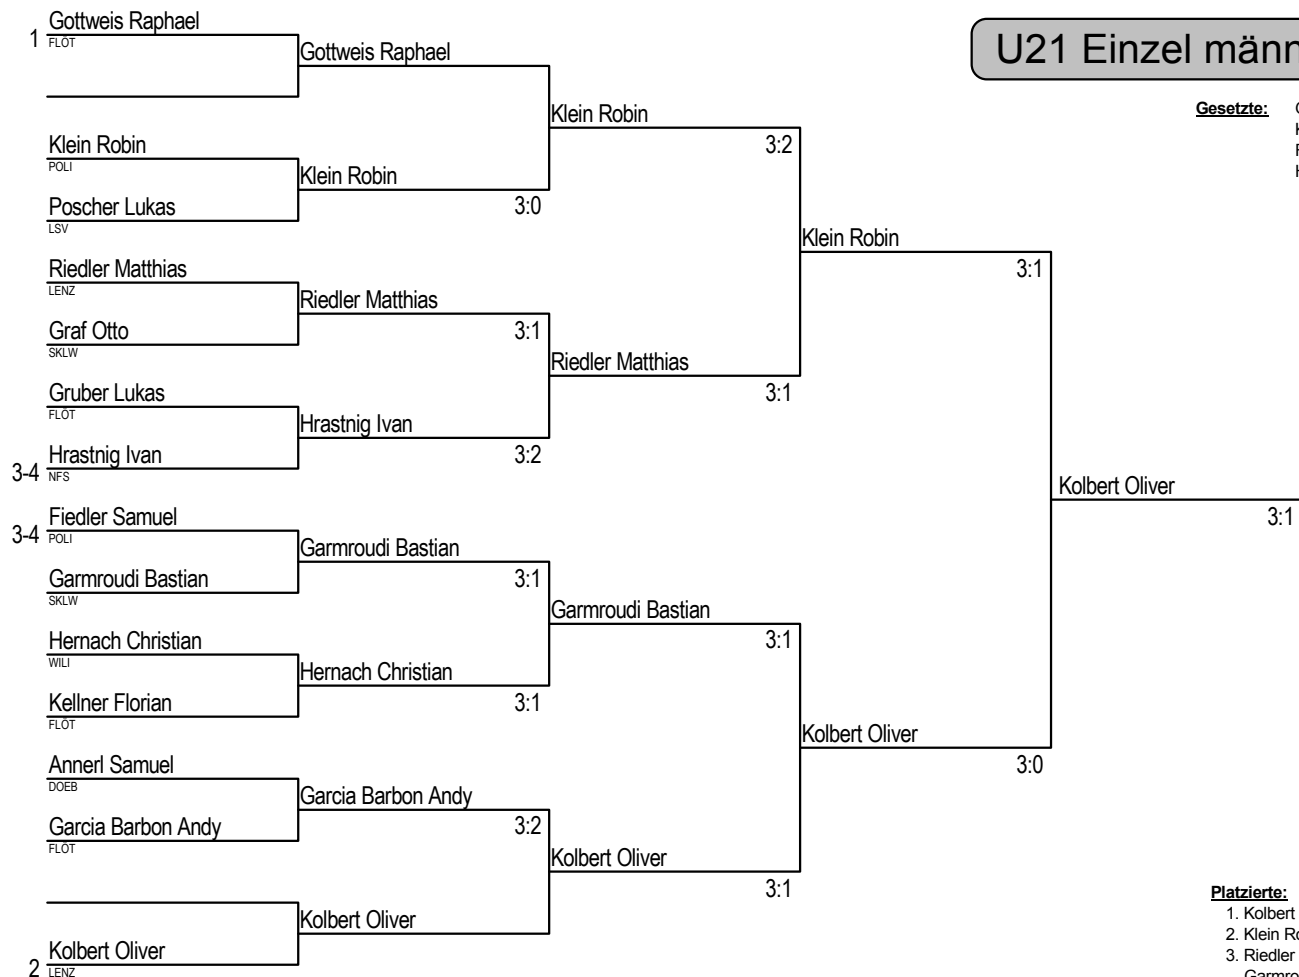 U21 Einzel männ
Gesetzte:
1 Gottweis Raphael
FLÖT
Klein Robin
POLI
Poscher Lukas
LSV
Riedler Matthias
LENZ
Graf Otto
SKLW
Gruber Lukas
FLÖT
3-4 Hrastnig Ivan
NFS
3-4 Fiedler Samuel
POLI
Garmroudi Bastian
SKLW
Hernach Christian
WILI
Kellner Florian
FLÖT
Annerl Samuel
DOEB
Garcia Barbon Andy
FLÖT
2 Kolbert Oliver
LENZ
Gottweis Raphael
Klein Robin
3:0
Riedler Matthias
3:1
Hrastnig Ivan
3:2
Garmroudi Bastian
3:1
Hernach Christian
3:1
Garcia Barbon Andy
3:2
Kolbert Oliver
Klein Robin
3:2
Riedler Matthias
3:1
Garmroudi Bastian
3:1
Kolbert Oliver
3:1
Klein Robin
3:1
Kolbert Oliver
3:0
Kolbert Oliver
3:1
Platzierte:
1. Kolbert
2. Klein Ro
3. Riedler
Garmro